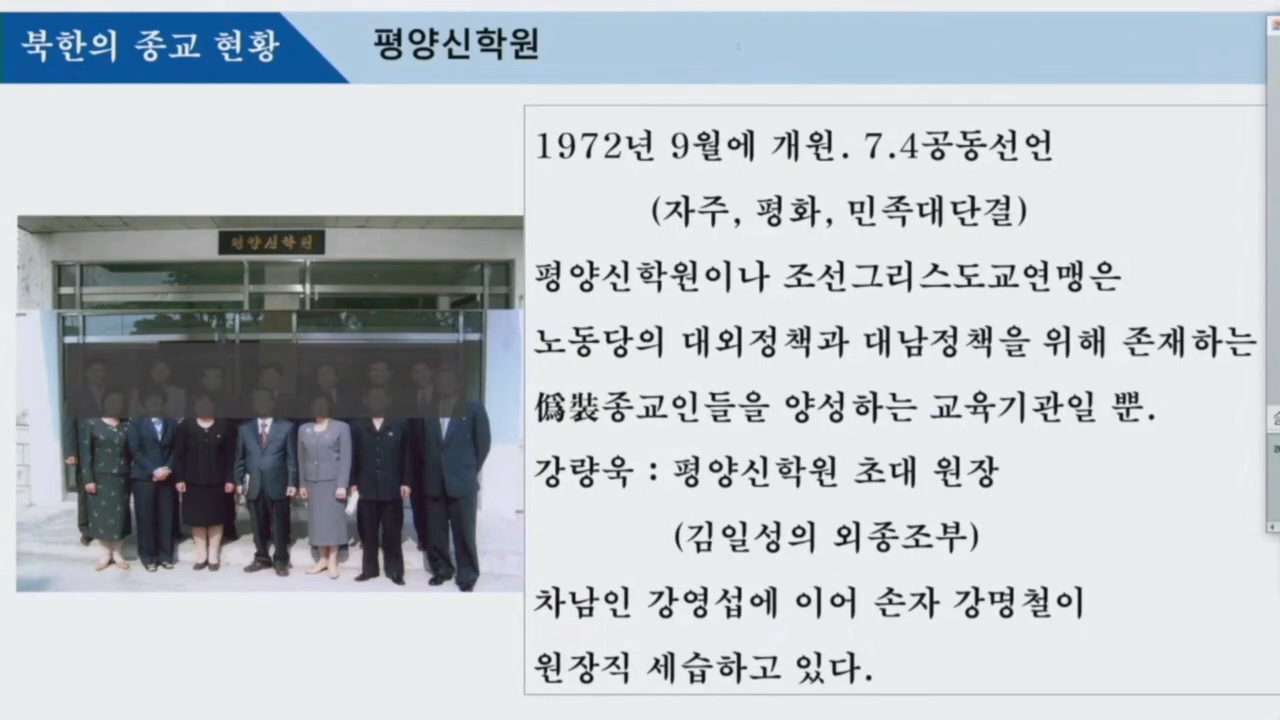 북한의 종교 현황
평양신학원
평양신학원
1972년 9월에 개원. 7.4공동선언
(자주, 평화, 민족대단결)
평양신학원이나 조선그리스도교연맹은
노동당의 대외정책과 대남정책을 위해 존재하는
僞裝종교인들을 양성하는 교육기관일 뿐.
강량욱 : 평양신학원 초대 원장
(김일성의 외종조부)
차남인 강영섭에 이어 손자 강명철이
원장직 세습하고 있다.